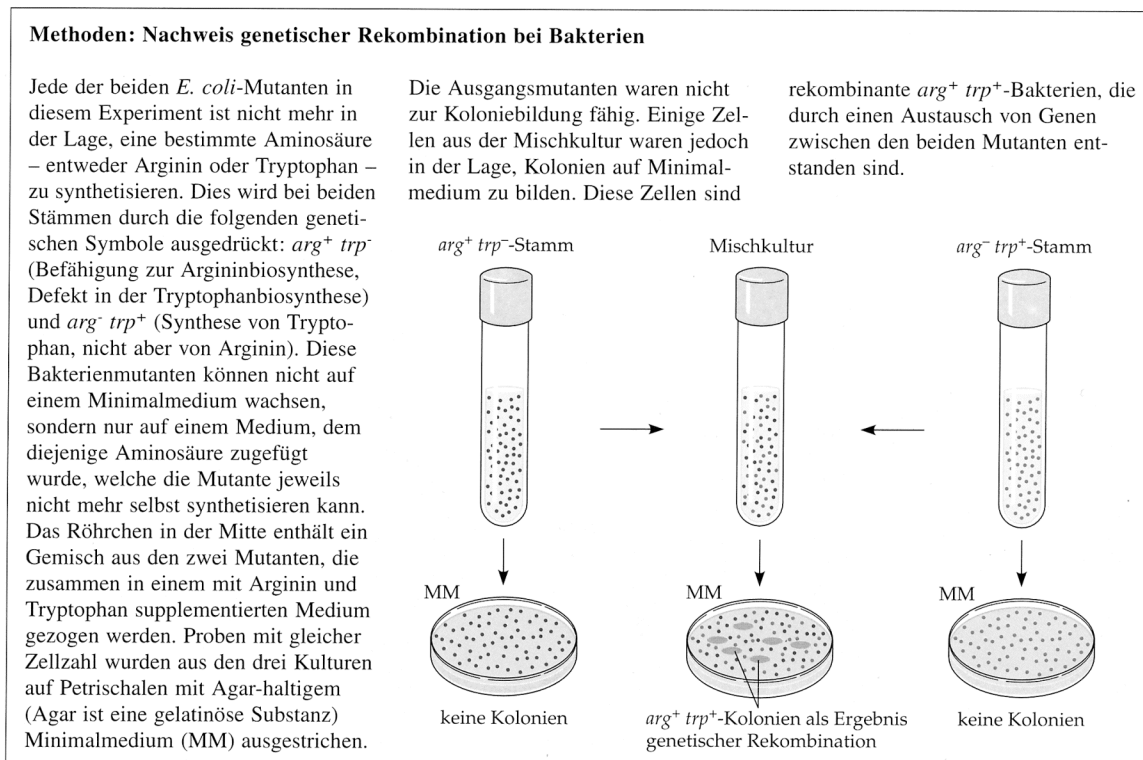 Methoden: Nachweis genetischer Rekombination bei Bakterien
Jede der beiden E. coli-Mutanten in
diesem Experiment ist nicht mehr in
der Lage, eine bestimmte Aminosäure
– entweder Arginin oder Tryptophan –
zu synthetisieren. Dies wird bei beiden
Stämmen durch die folgenden geneti-
schen Symbole ausgedrückt: arg⁺ trp⁻
(Befähigung zur Argininbiosynthese,
Defekt in der Tryptophanbiosynthese)
und arg⁻ trp⁺ (Synthese von Trypto-
phan, nicht aber von Arginin). Diese
Bakterienmutanten können nicht auf
einem Minimalmedium wachsen,
sondern nur auf einem Medium, dem
diejenige Aminosäure zugefügt
wurde, welche die Mutante jeweils
nicht mehr selbst synthetisieren kann.
Das Röhrchen in der Mitte enthält ein
Gemisch aus den zwei Mutanten, die
zusammen in einem mit Arginin und
Tryptophan supplementierten Medium
gezogen werden. Proben mit gleicher
Zellzahl wurden aus den drei Kulturen
auf Petrischalen mit Agar-haltigem
(Agar ist eine gelatinöse Substanz)
Minimalmedium (MM) ausgestrichen.
Die Ausgangsmutanten waren nicht
zur Koloniebildung fähig. Einige Zel-
len aus der Mischkultur waren jedoch
in der Lage, Kolonien auf Minimal-
medium zu bilden. Diese Zellen sind
rekombinante arg⁺ trp⁺-Bakterien, die
durch einen Austausch von Genen
zwischen den beiden Mutanten ent-
standen sind.
arg⁺ trp⁻-Stamm
Mischkultur
arg⁻ trp⁺-Stamm
MM
MM
MM
keine Kolonien
arg⁺ trp⁺-Kolonien als Ergebnis
genetischer Rekombination
keine Kolonien